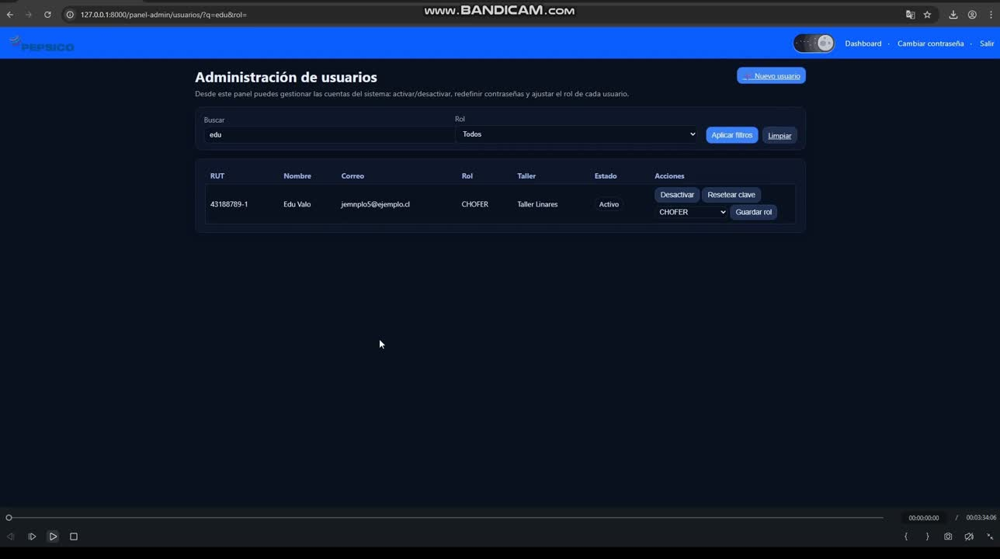 www.BANDICAM.com
127.0.0.1:8000/panel-admin/usuarios/?q=edu&rol=
PEPSICO
Dashboard · Cambiar contraseña · Salir
Administración de usuarios
Nuevo usuario
Desde este panel puedes gestionar las cuentas del sistema: activar/desactivar, redefinir contraseñas y ajustar el rol de cada usuario.
Buscar Rol
edu Todos Aplicar filtros Limpiar
RUT Nombre Correo Rol Taller Estado Acciones
Desactivar Resetear clave
43188789-1 Edu Valo jemnplo5@ejemplo.cl CHOFER Taller Linares Activo
CHOFER Guardar rol
00:00:00:00 / 00:03:34:06
{ }